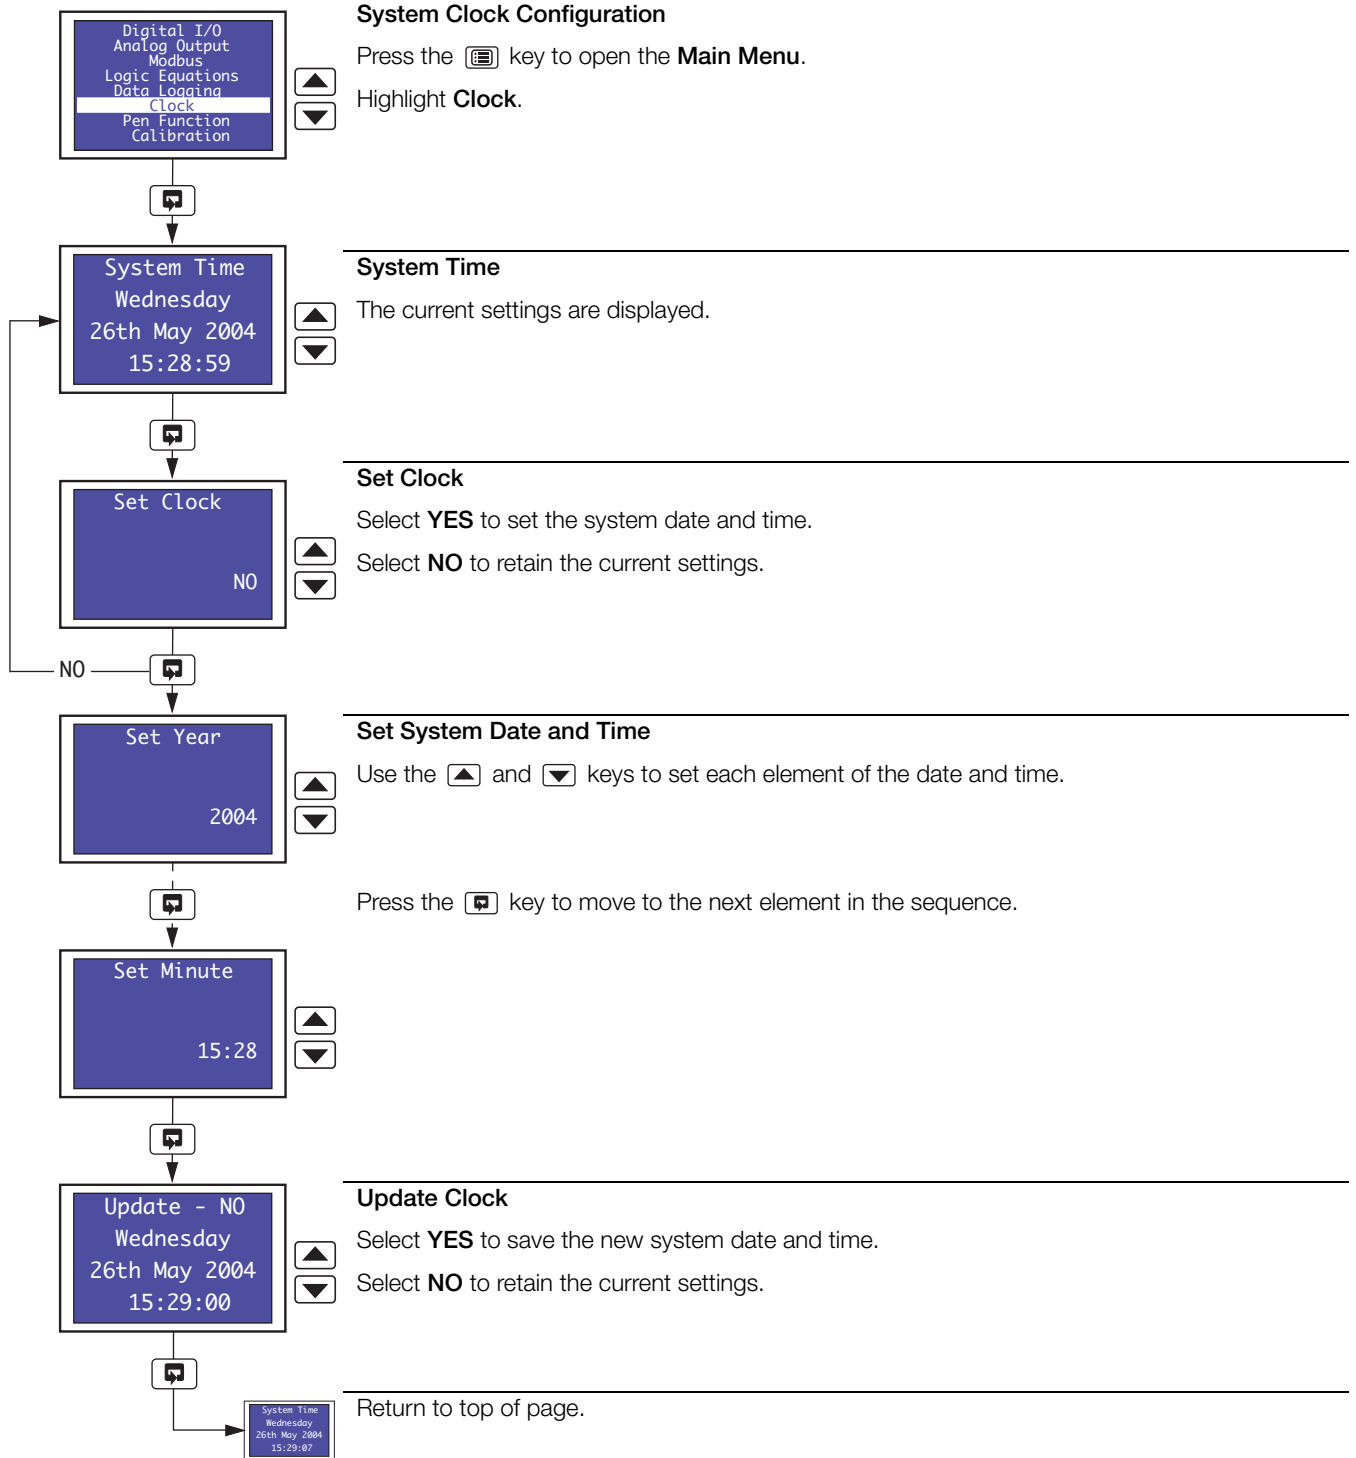 System Clock Configuration
Press the key to open the Main Menu.
Highlight Clock.
Digital I/O
Analog Output
Modbus
Logic Equations
Data Logging
Clock
Pen Function
Calibration
System Time
Wednesday
26th May 2004
15:28:59
System Time
The current settings are displayed.
Set Clock
NO
Set Clock
Select YES to set the system date and time.
Select NO to retain the current settings.
NO
Set Year
2004
Set System Date and Time
Use the and keys to set each element of the date and time.
Press the key to move to the next element in the sequence.
Set Minute
15:28
Update - NO
Wednesday
26th May 2004
15:29:00
Update Clock
Select YES to save the new system date and time.
Select NO to retain the current settings.
System Time
Wednesday
26th May 2004
15:29:07
Return to top of page.